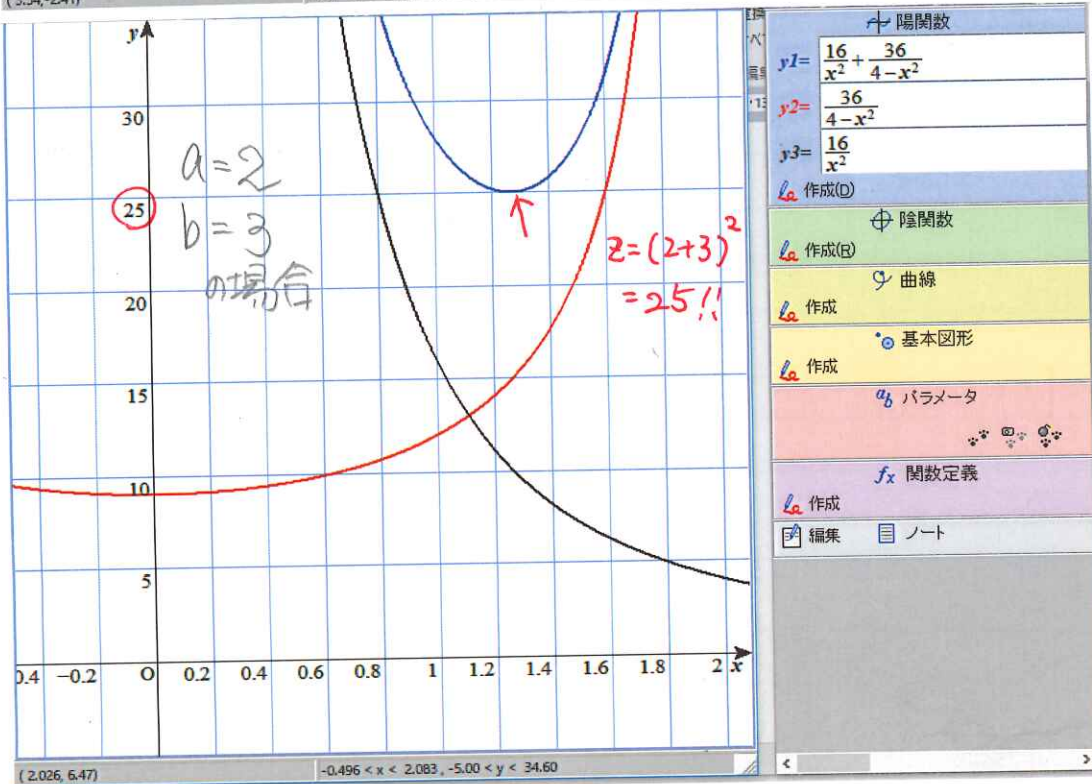 y
30
25
20
15
10
5
a=2
b=3
の場合
z=(2+3)²
=25!!
0.4 −0.2 O 0.2 0.4 0.6 0.8 1 1.2 1.4 1.6 1.8 2 x
(2.026, 6.47)
-0.496 < x < 2.083 , -5.00 < y < 34.60
陽関数
y1= 16/x² + 36/(4−x²)
y2= 36/(4−x²)
y3= 16/x²
作成(D)
陰関数
作成(R)
曲線
作成
基本図形
作成
ab パラメータ
fx 関数定義
作成
編集 ノート